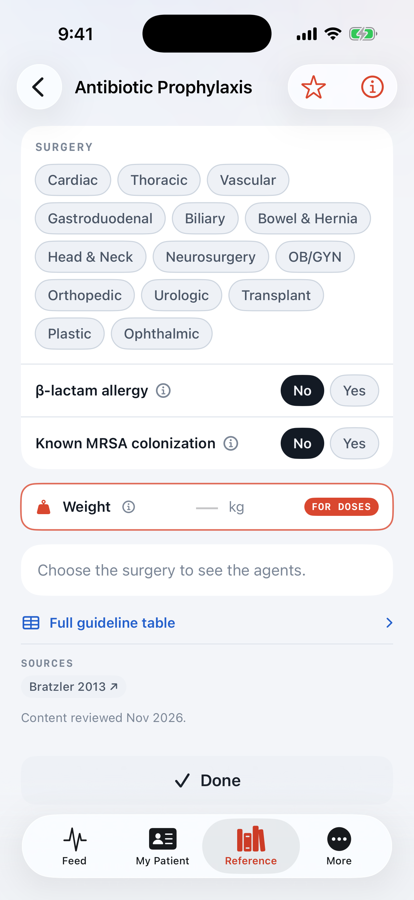 9:41
Antibiotic Prophylaxis
SURGERY
Cardiac Thoracic Vascular
Gastroduodenal Biliary Bowel & Hernia
Head & Neck Neurosurgery OB/GYN
Orthopedic Urologic Transplant
Plastic Ophthalmic
β-lactam allergy No Yes
Known MRSA colonization No Yes
Weight kg FOR DOSES
Choose the surgery to see the agents.
Full guideline table
SOURCES
Bratzler 2013 ↗
Content reviewed Nov 2026.
Done
Feed My Patient Reference More